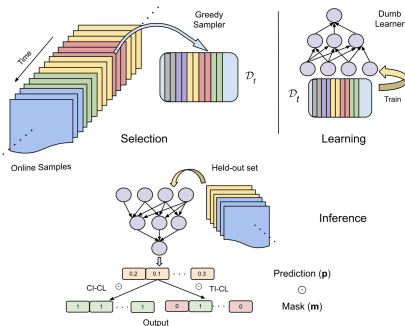 Greedy
Sampler
Dumb
Learner
Time
𝒟t
𝒟t
Train
Selection
Learning
Online Samples
Held-out set
Inference
0.2 0.1 · · · 0.3
Prediction (p)
CI-CL ⊙ ⊙ TI-CL
⊙
1 1 · · · 1
0 1 · · · 0
Mask (m)
Output